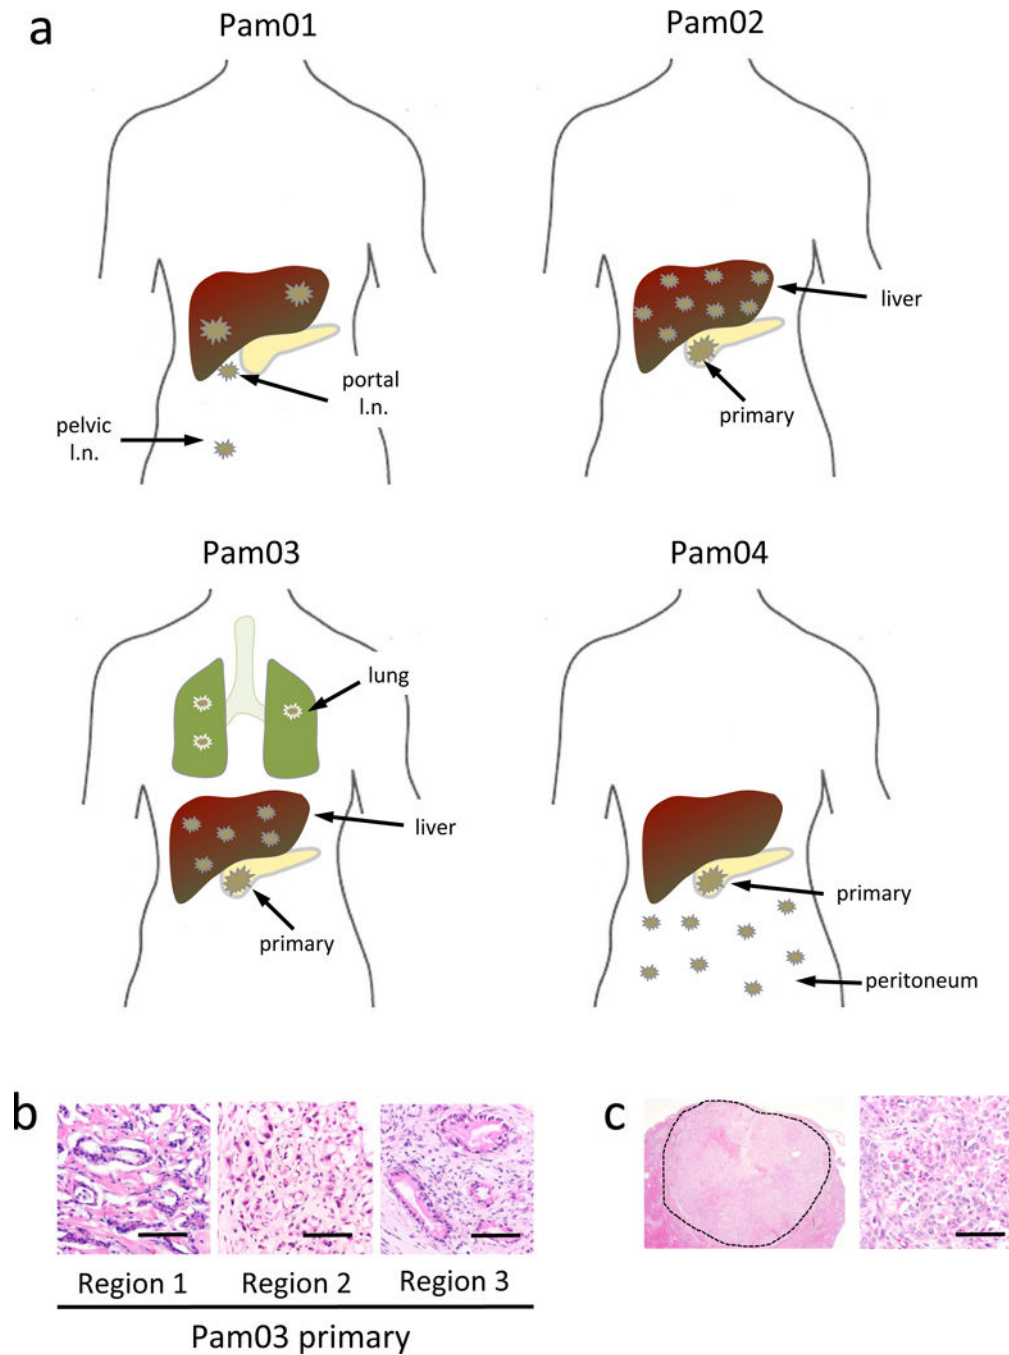 a
Pam01
Pam02
liver
portal
l.n.
primary
pelvic
l.n.
Pam03
Pam04
lung
liver
primary
primary
peritoneum
b
c
Region 1
Region 2
Region 3
Pam03 primary